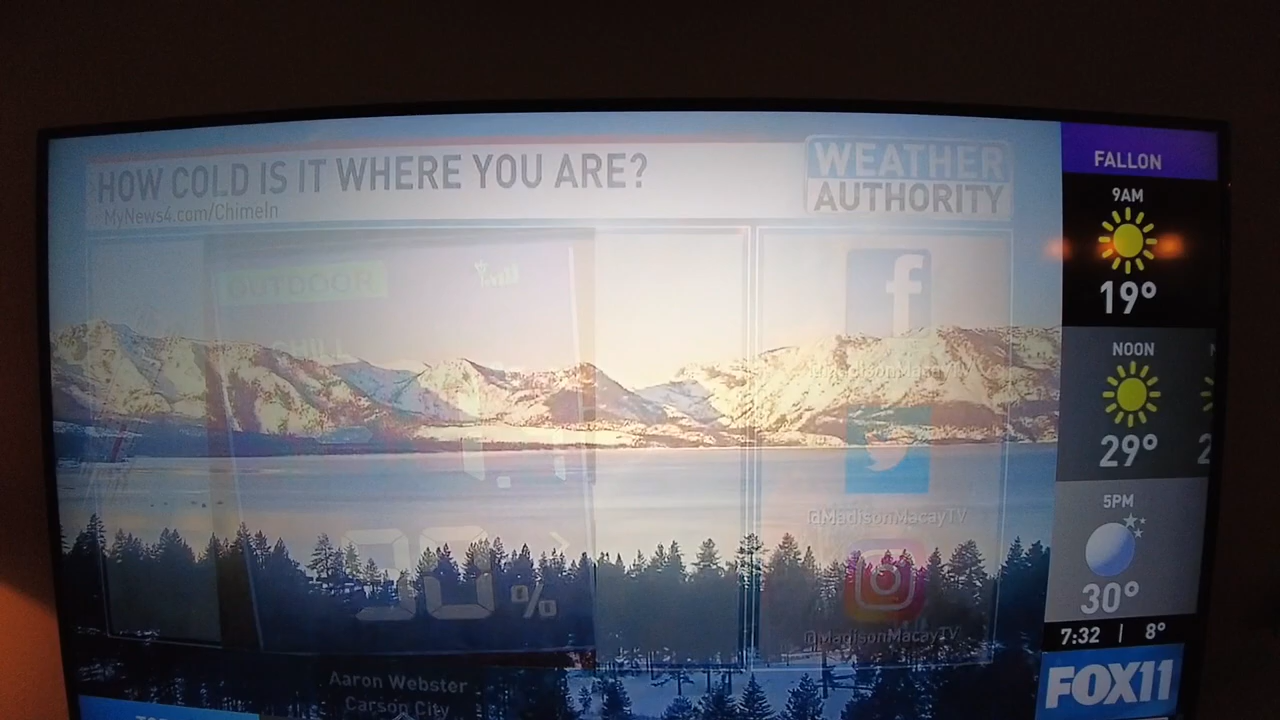 HOW COLD IS IT WHERE YOU ARE?
MyNews4.com/ChimeIn
WEATHER
AUTHORITY
OUTDOOR
CHILL
%
@MadisonMacayTV
@MadisonMacayTV
@MadisonMacayTV
Aaron Webster
Carson City
FALLON
9AM
19°
NOON
29°
5PM
30°
7:32 | 8°
FOX11